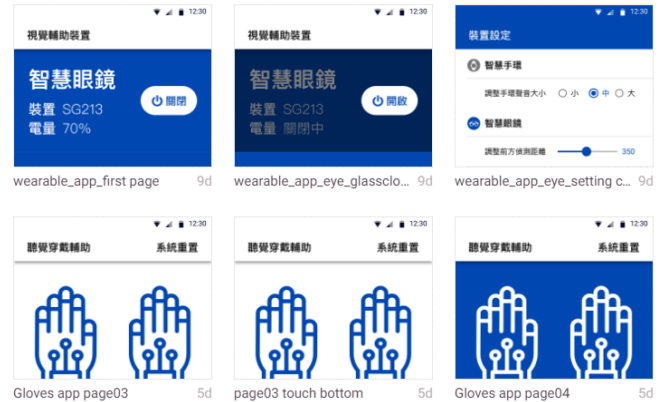 12:30
視覺輔助裝置
智慧眼鏡
裝置 SG213
電量 70%
關閉
wearable_app_first page 9d
12:30
視覺輔助裝置
智慧眼鏡
裝置 SG213
電量 關閉中
開啟
wearable_app_eye_glassclo... 9d
12:30
裝置設定
智慧手環
調整手環聲音大小 小 中 大
智慧眼鏡
調整前方偵測距離 350
wearable_app_eye_setting c... 9d
12:30
聽覺穿戴輔助 系統重置
Gloves app page03 5d
12:30
聽覺穿戴輔助 系統重置
page03 touch bottom 5d
12:30
聽覺穿戴輔助 系統重置
Gloves app page04 5d